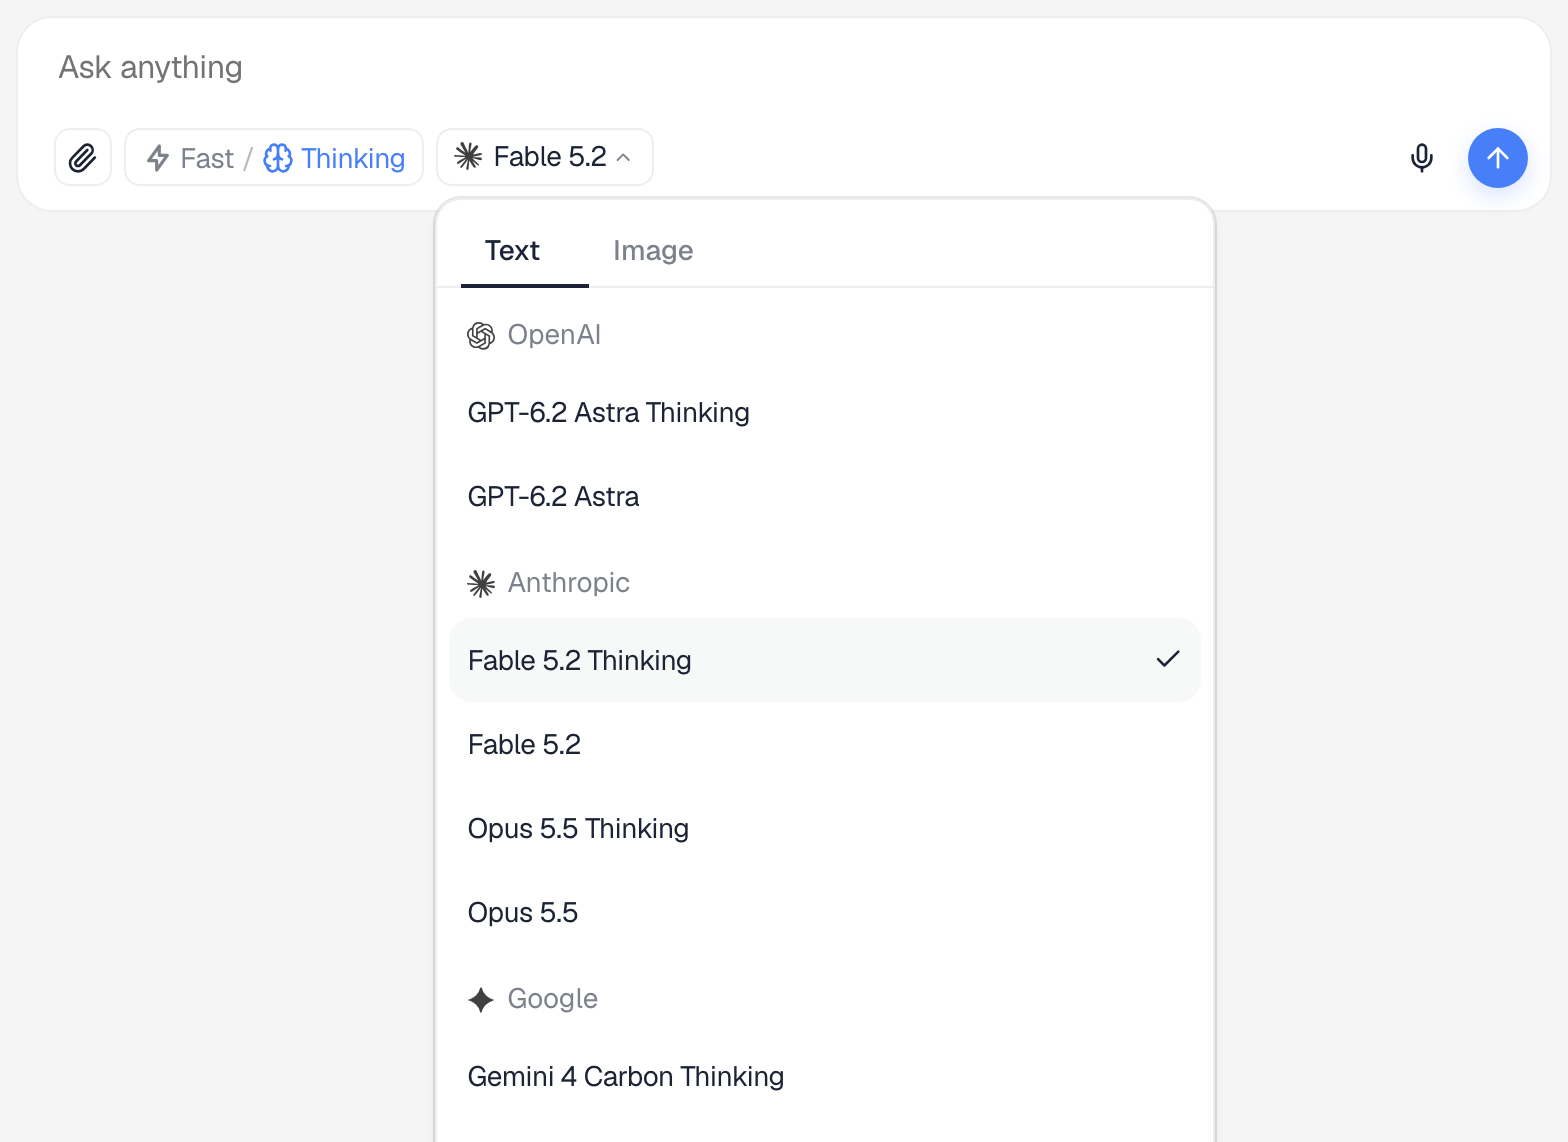 Ask anything
Fast / Thinking
Fable 5.2
Text Image
OpenAI
GPT-6.2 Astra Thinking
GPT-6.2 Astra
Anthropic
Fable 5.2 Thinking
Fable 5.2
Opus 5.5 Thinking
Opus 5.5
Google
Gemini 4 Carbon Thinking